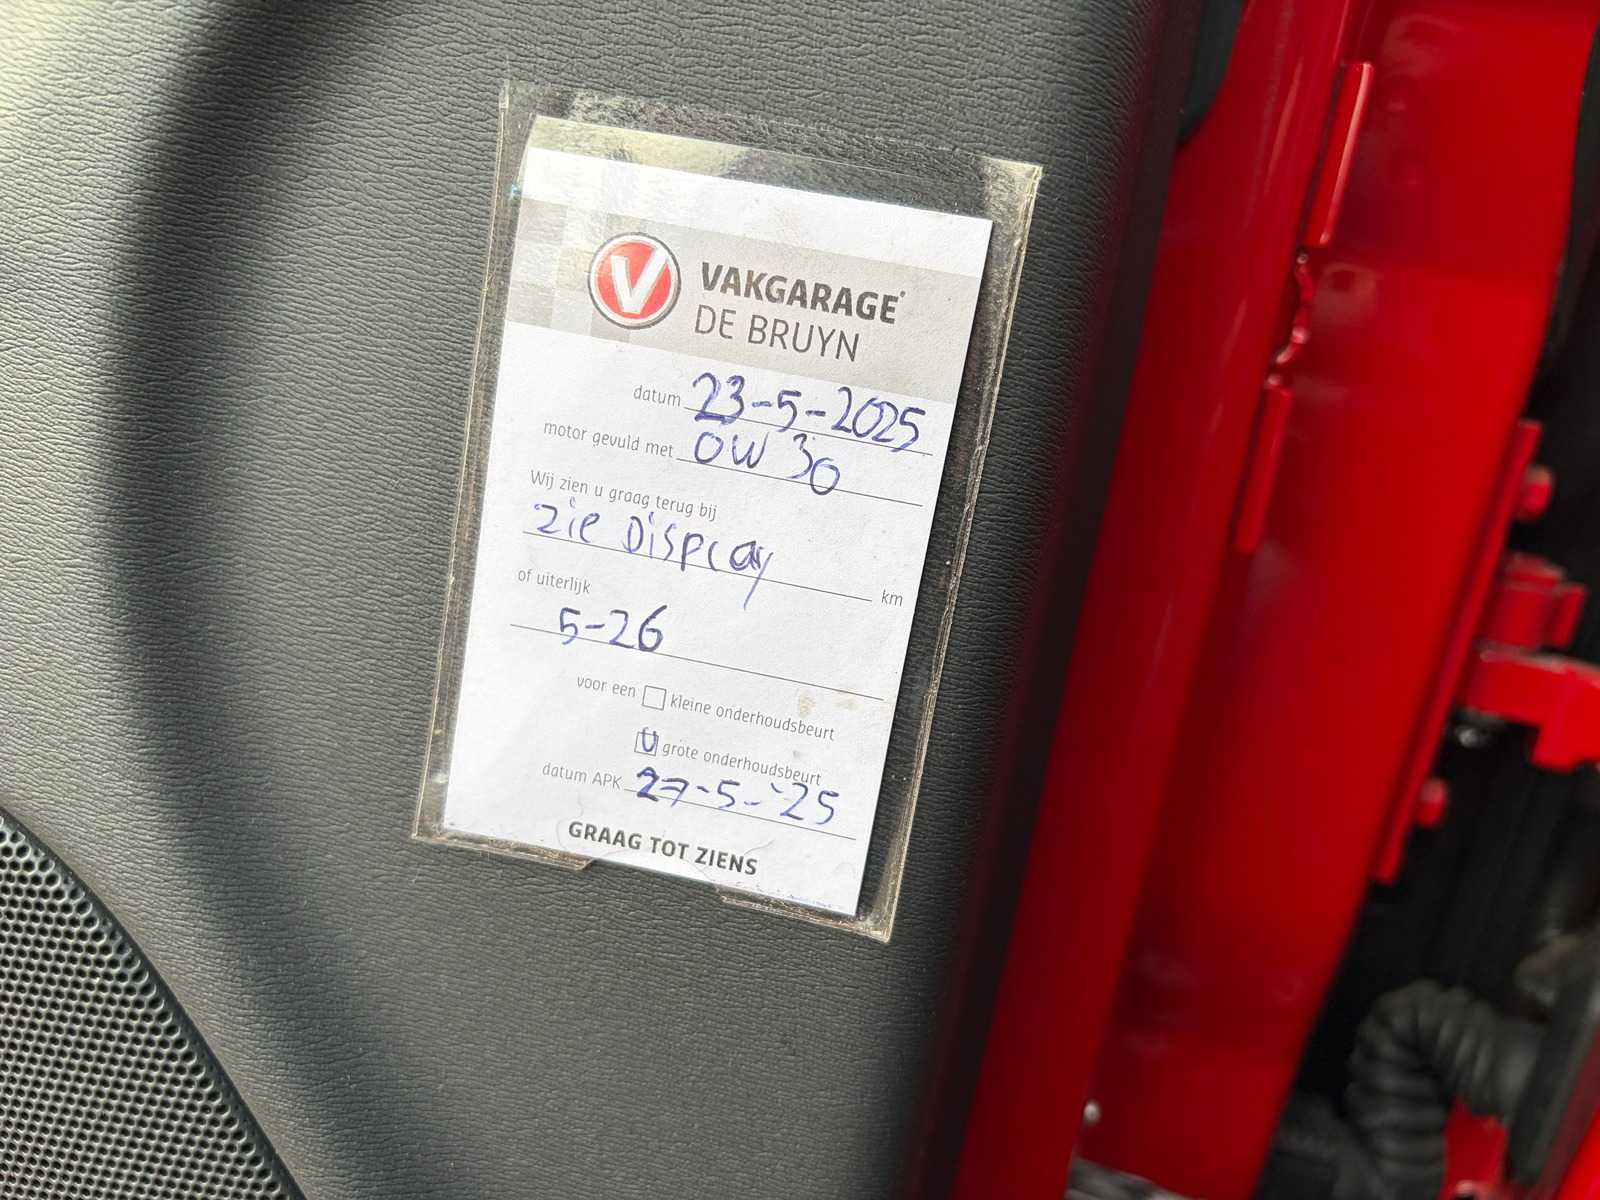 V VAKGARAGE
DE BRUYN
datum 23-5-2025
motor gevuld met 0W 30
Wij zien u graag terug bij
zie Display km
of uiterlijk
5-26
voor een kleine onderhoudsbeurt
grote onderhoudsbeurt
datum APK 27-5-'25
GRAAG TOT ZIENS